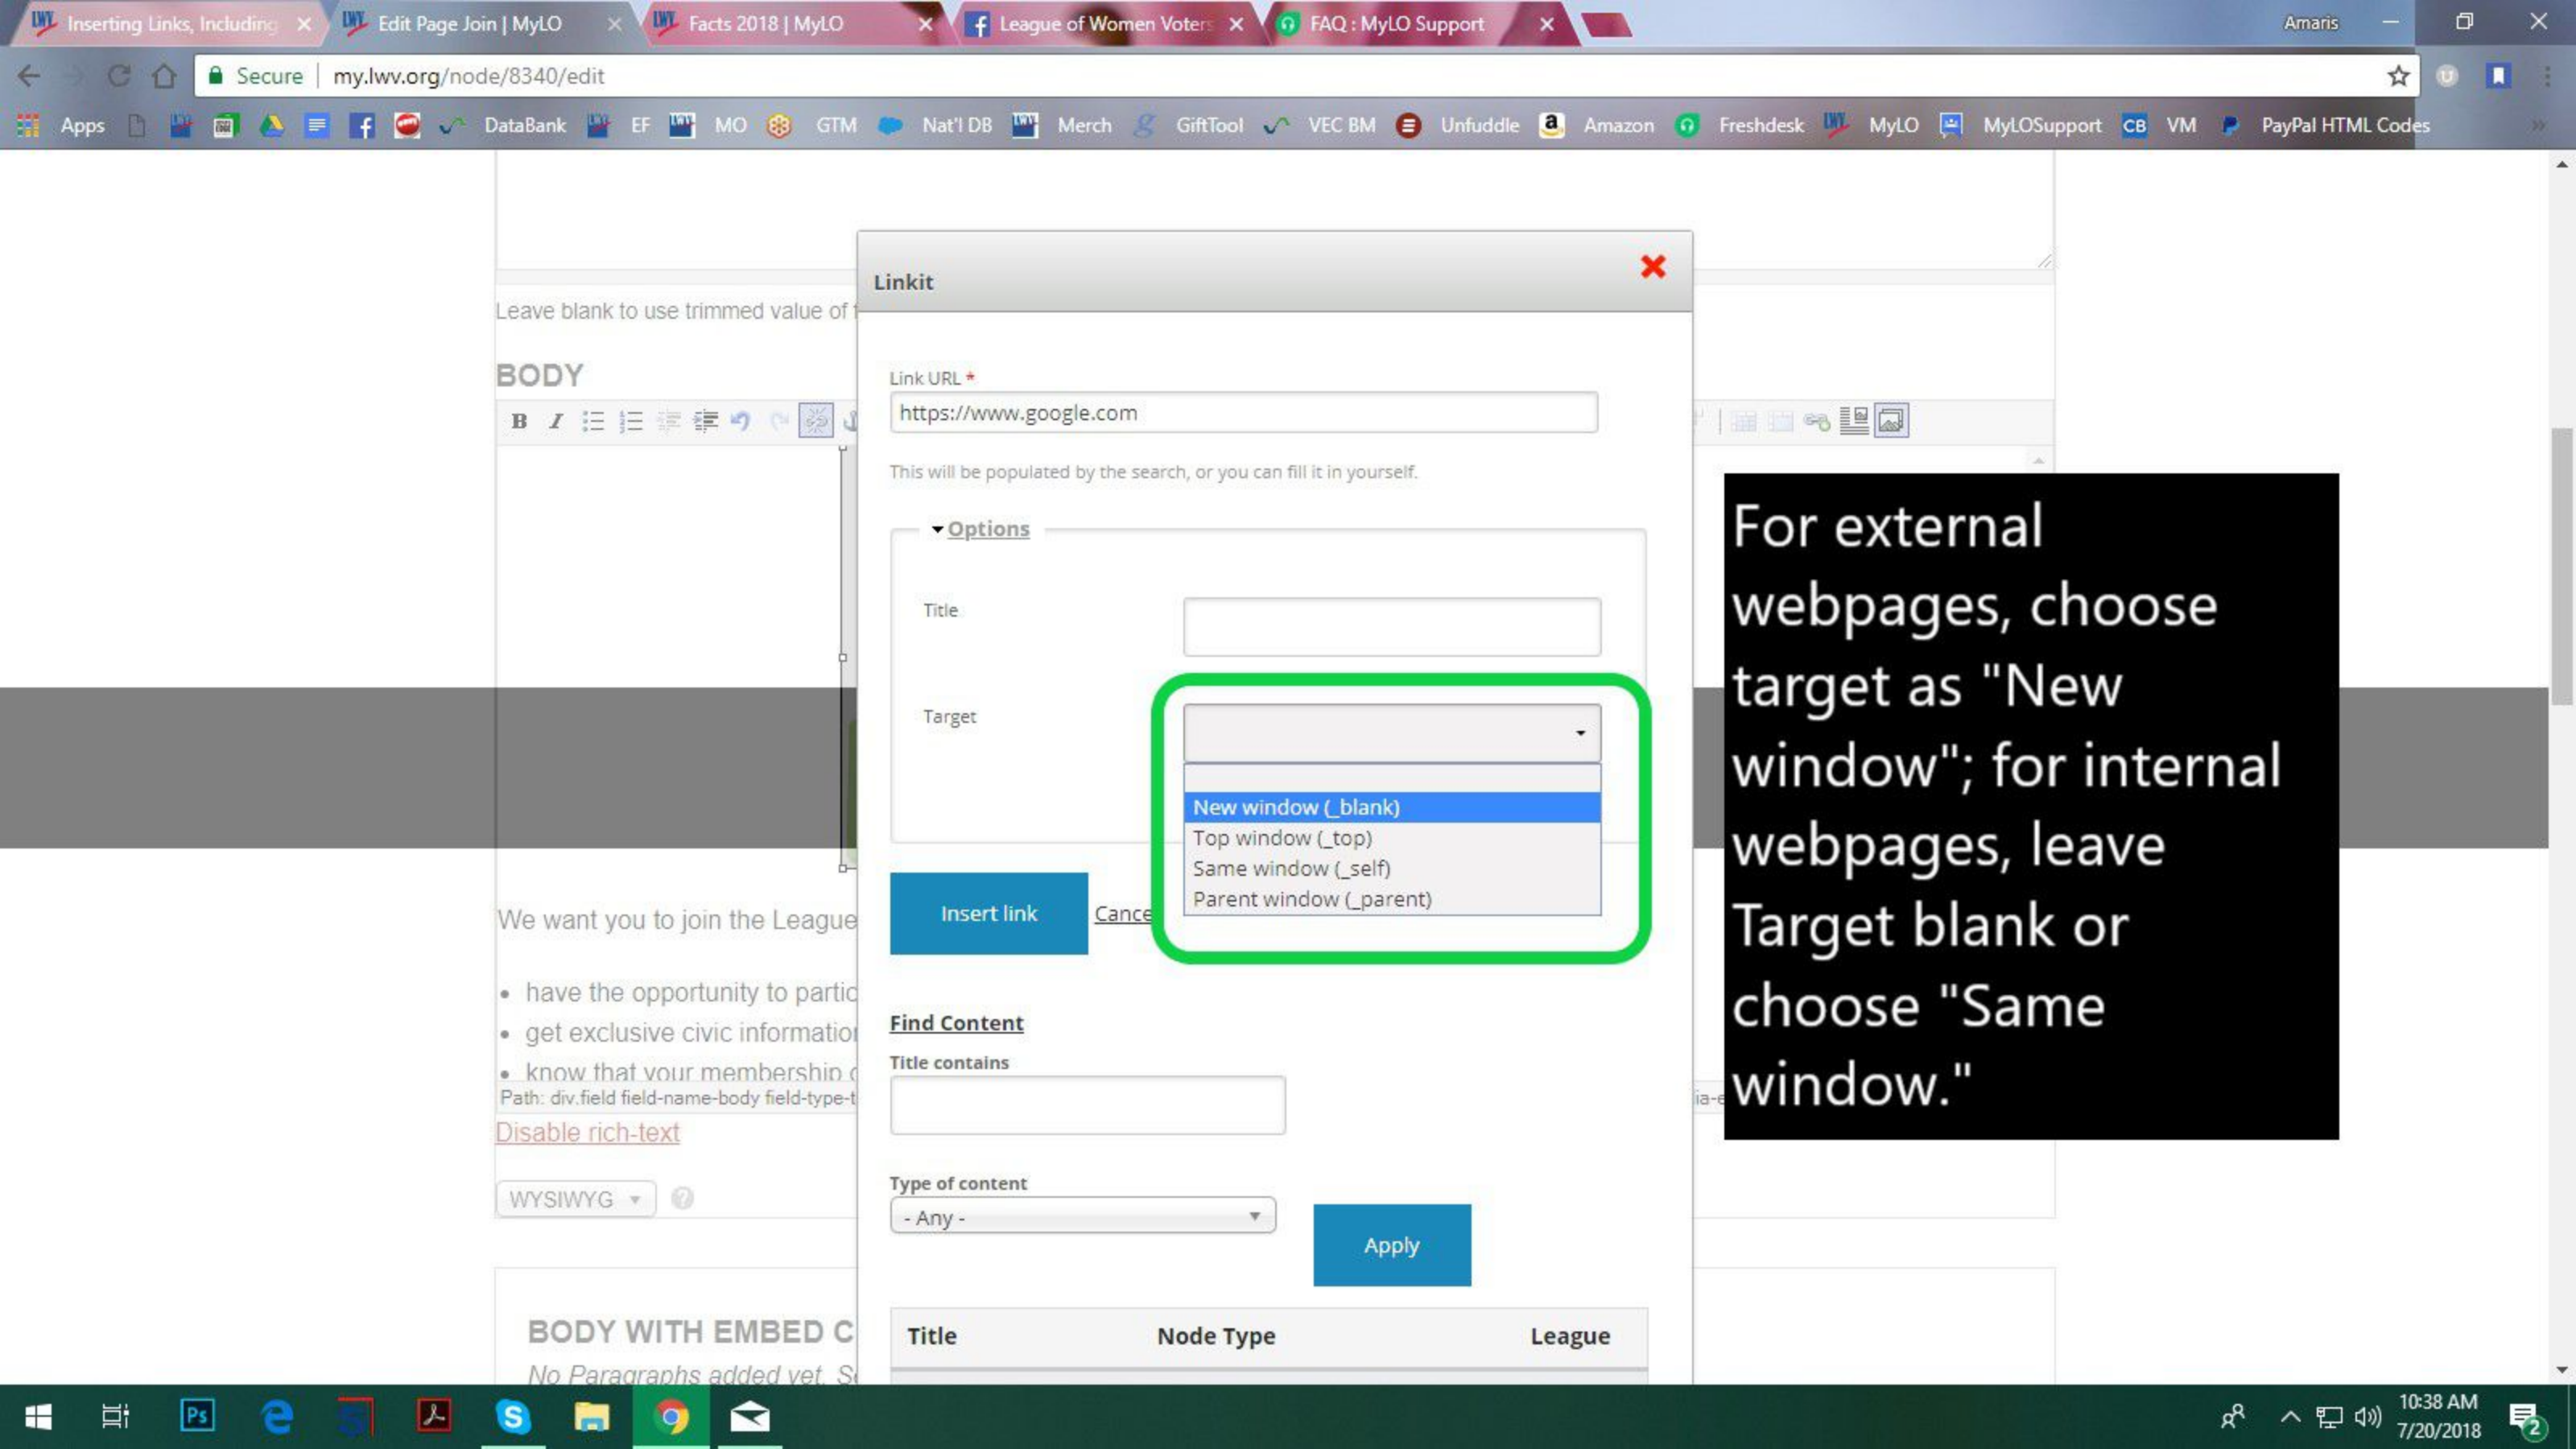 Inserting Links, Including
Edit Page Join | MyLO
Facts 2018 | MyLO
League of Women Voters
FAQ : MyLO Support
Amaris
Secure | my.lwv.org/node/8340/edit
Apps
DataBank
EF
MO
GTM
Nat'l DB
Merch
GiftTool
VEC BM
Unfuddle
Amazon
Freshdesk
MyLO
MyLOSupport
CB VM
PayPal HTML Codes
Linkit
Leave blank to use trimmed value of
BODY
Link URL *
https://www.google.com
This will be populated by the search, or you can fill it in yourself.
Options
Title
Target
New window (_blank)
Top window (_top)
Same window (_self)
Parent window (_parent)
Insert link
Cance
For external
webpages, choose
target as "New
window"; for internal
webpages, leave
Target blank or
choose "Same
window."
We want you to join the League
• have the opportunity to partic
• get exclusive civic information
• know that your membership
Path: div.field field-name-body field-type-t
ia-e
Disable rich-text
WYSIWYG
Find Content
Title contains
Type of content
- Any -
Apply
BODY WITH EMBED C
No Paragraphs added yet. Se
Title
Node Type
League
10:38 AM
7/20/2018
2